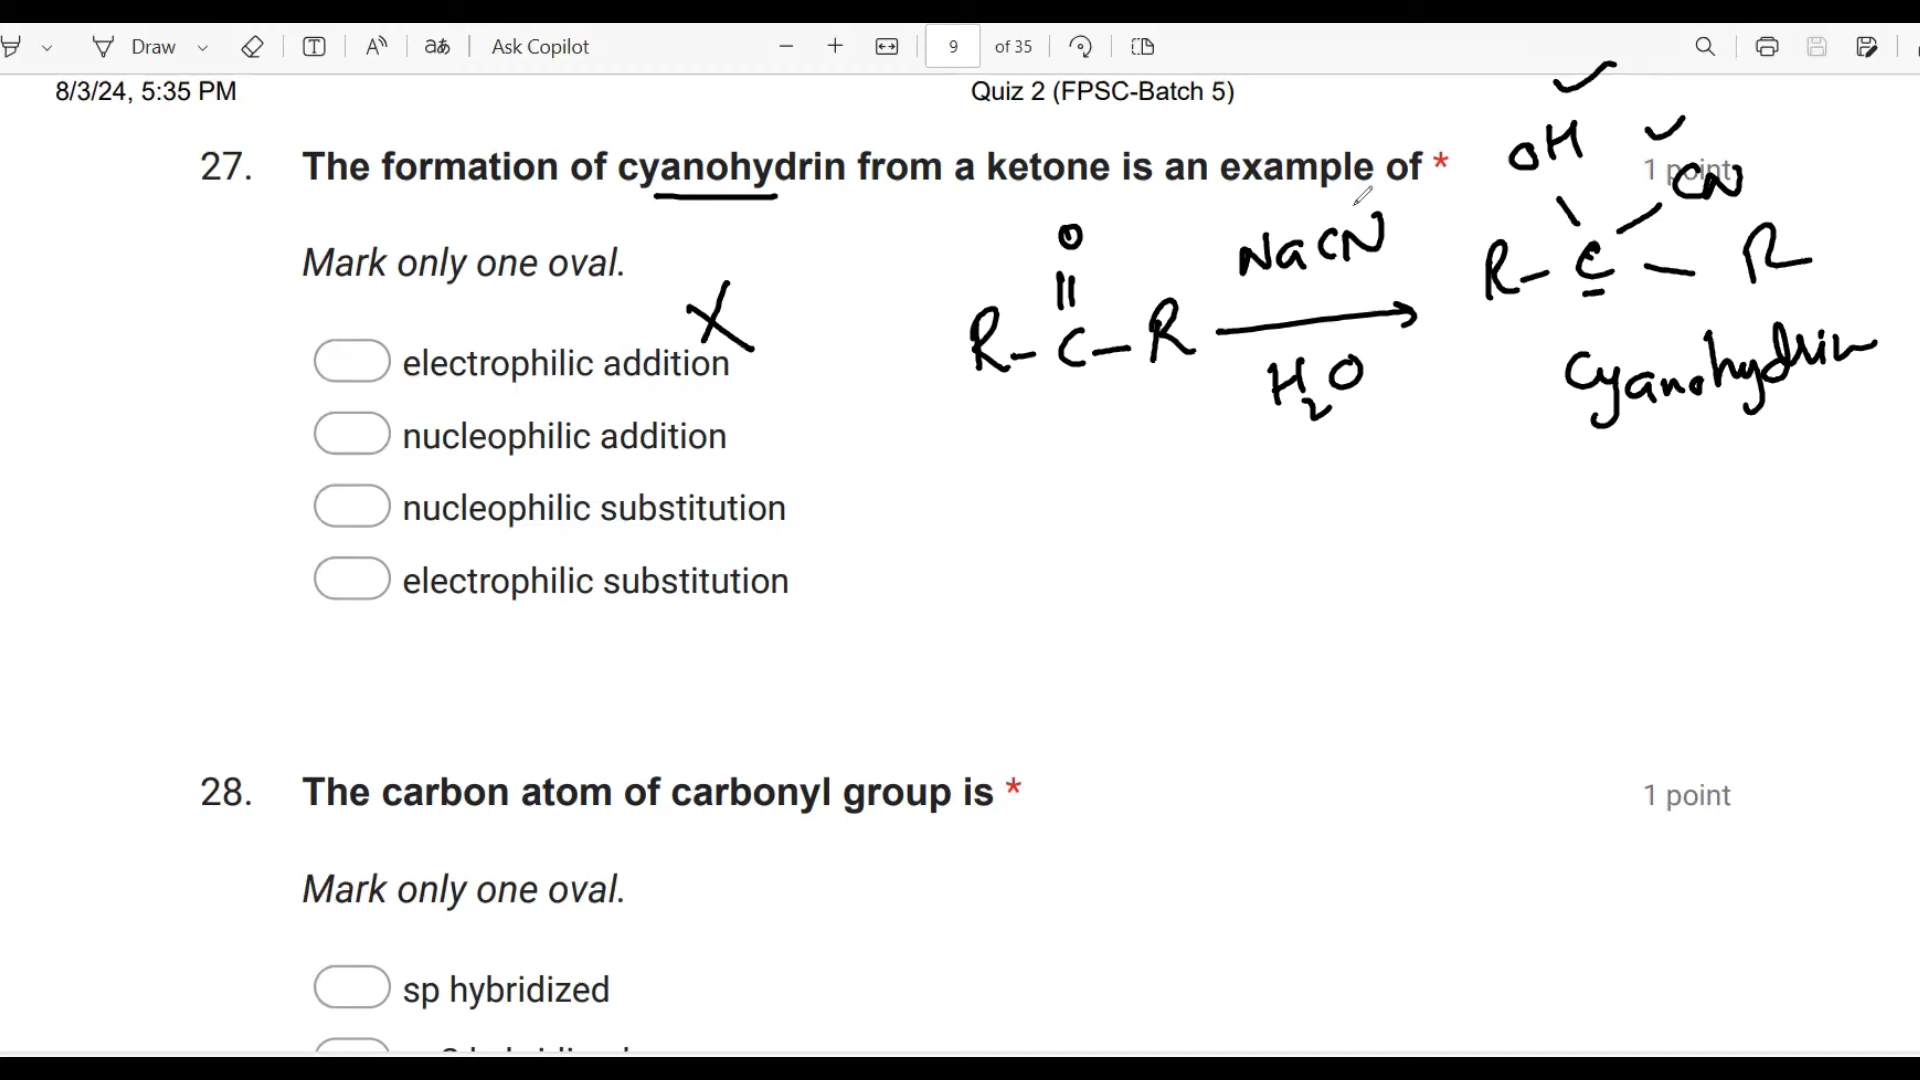 Draw
aあ
Ask Copilot
9 of 35
8/3/24, 5:35 PM
Quiz 2 (FPSC-Batch 5)
27. The formation of cyanohydrin from a ketone is an example of *
1 point
Mark only one oval.
electrophilic addition
nucleophilic addition
nucleophilic substitution
electrophilic substitution
O
R-C-R
NaCN
H2O
OH
CN
R-C-R
Cyanohydrin
28. The carbon atom of carbonyl group is *
1 point
Mark only one oval.
sp hybridized